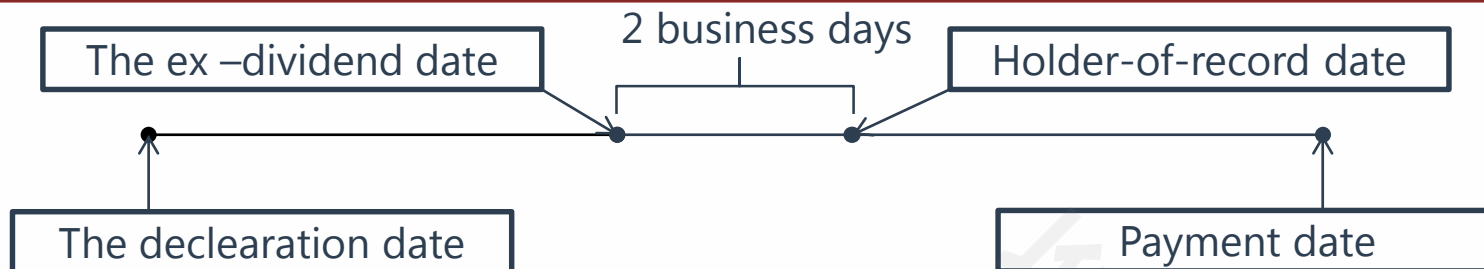 2 business days
The ex –dividend date
Holder-of-record date
The declearation date
Payment date